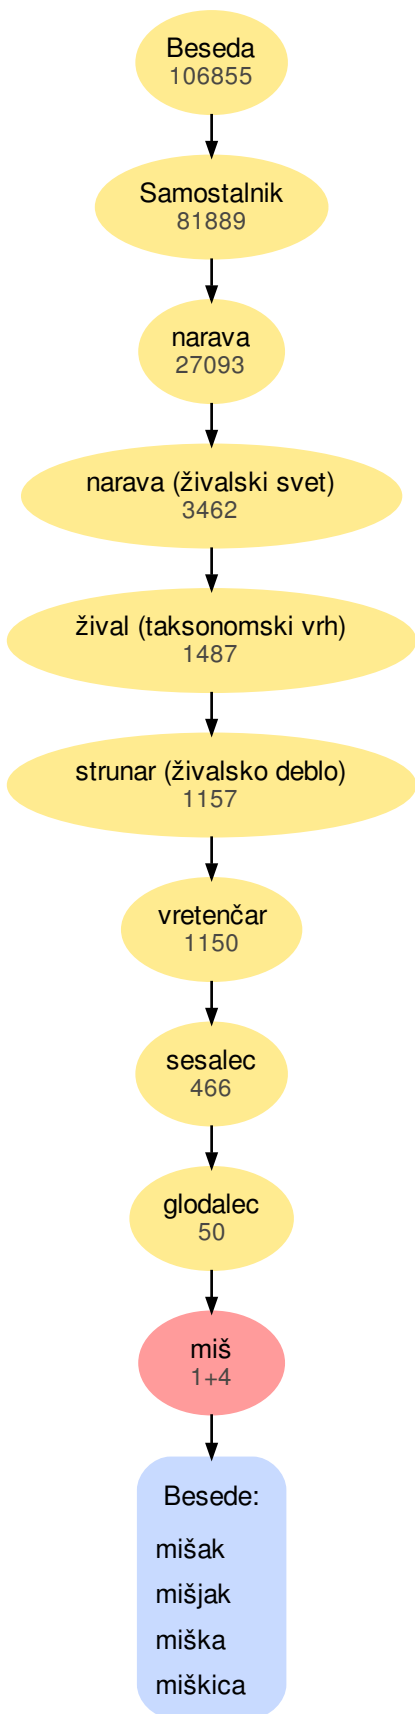 Beseda
106855
Samostalnik
81889
narava
27093
narava (živalski svet)
3462
žival (taksonomski vrh)
1487
strunar (živalsko deblo)
1157
vretenčar
1150
sesalec
466
glodalec
50
miš
1+4
Besede:
mišak
mišjak
miška
miškica